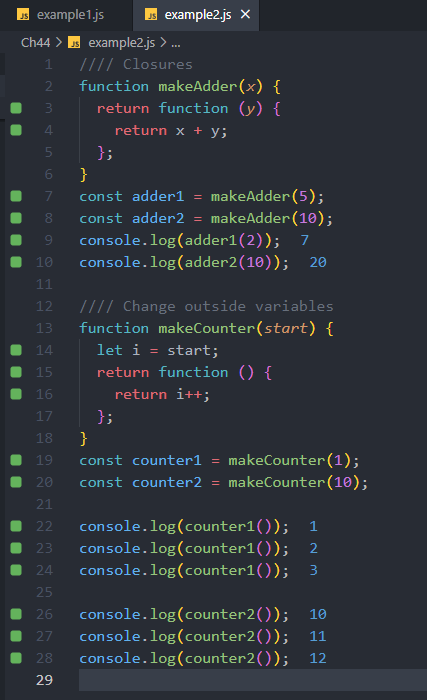 JS example1.js JS example2.js ×
Ch44 > JS example2.js > ...
1 //// Closures
2 function makeAdder(x) {
3 return function (y) {
4 return x + y;
5 };
6 }
7 const adder1 = makeAdder(5);
8 const adder2 = makeAdder(10);
9 console.log(adder1(2)); 7
10 console.log(adder2(10)); 20
11
12 //// Change outside variables
13 function makeCounter(start) {
14 let i = start;
15 return function () {
16 return i++;
17 };
18 }
19 const counter1 = makeCounter(1);
20 const counter2 = makeCounter(10);
21
22 console.log(counter1()); 1
23 console.log(counter1()); 2
24 console.log(counter1()); 3
25
26 console.log(counter2()); 10
27 console.log(counter2()); 11
28 console.log(counter2()); 12
29